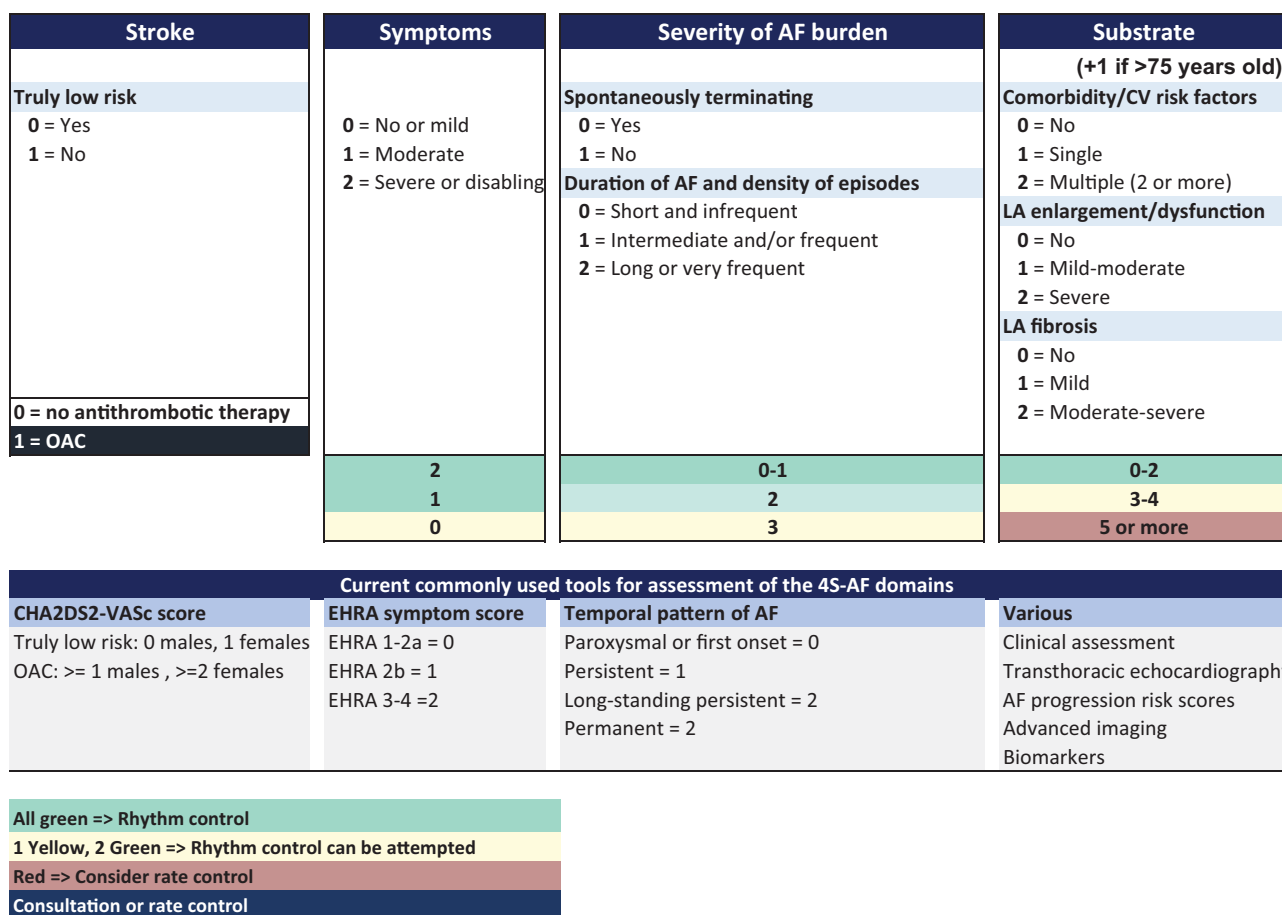 Stroke
Truly low risk
0 = Yes
1 = No
0 = no antithrombotic therapy
1 = OAC
Symptoms
0 = No or mild
1 = Moderate
2 = Severe or disabling
2
1
0
Severity of AF burden
Spontaneously terminating
0 = Yes
1 = No
Duration of AF and density of episodes
0 = Short and infrequent
1 = Intermediate and/or frequent
2 = Long or very frequent
0-1
2
3
Substrate
(+1 if >75 years old)
Comorbidity/CV risk factors
0 = No
1 = Single
2 = Multiple (2 or more)
LA enlargement/dysfunction
0 = No
1 = Mild-moderate
2 = Severe
LA fibrosis
0 = No
1 = Mild
2 = Moderate-severe
0-2
3-4
5 or more
Current commonly used tools for assessment of the 4S-AF domains
CHA2DS2-VASc score
Truly low risk: 0 males, 1 females
OAC: >= 1 males , >=2 females
EHRA symptom score
EHRA 1-2a = 0
EHRA 2b = 1
EHRA 3-4 =2
Temporal pattern of AF
Paroxysmal or first onset = 0
Persistent = 1
Long-standing persistent = 2
Permanent = 2
Various
Clinical assessment
Transthoracic echocardiograph
AF progression risk scores
Advanced imaging
Biomarkers
All green => Rhythm control
1 Yellow, 2 Green => Rhythm control can be attempted
Red => Consider rate control
Consultation or rate control